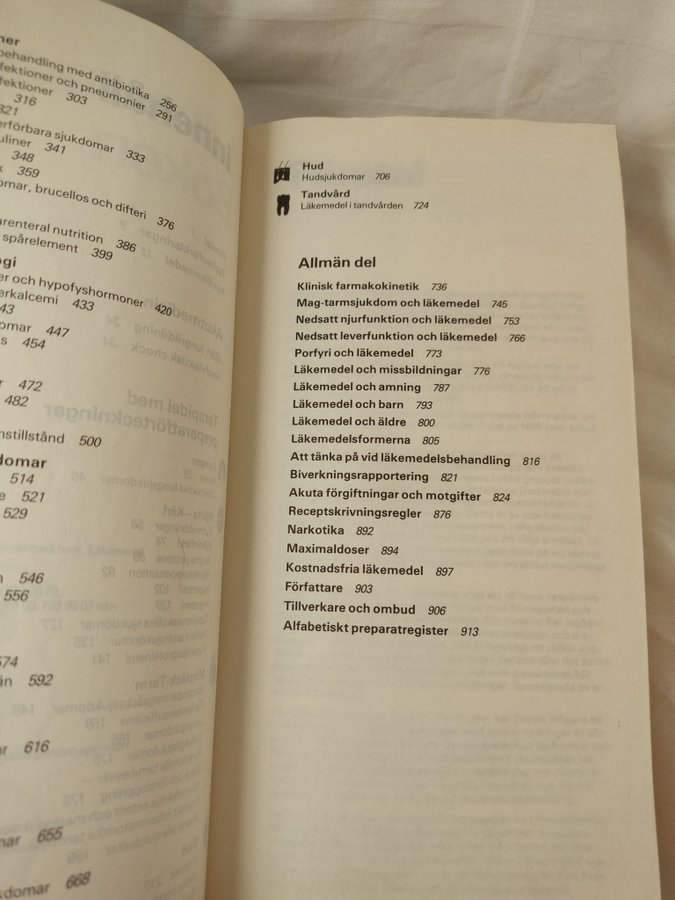 behandling med antibiotika 256
fektioner och pneumonier 291
fektioner 303
316
321
erförbara sjukdomar 333
uliner 341
348
359
omar, brucellos och difteri 376
arenteral nutrition 386
spårelement 399
ogi
er och hypofyshormoner 420
erkalcemi 433
43
omar 447
s 454
472
482
nstillstånd 500
domar
514
e 521
529
n 546
556
574
än 592
ar 616
mar 655
kdomar 668
Hud
Hudsjukdomar 706
Tandvård
Läkemedel i tandvården 724
Allmän del
Klinisk farmakokinetik 736
Mag-tarmsjukdom och läkemedel 745
Nedsatt njurfunktion och läkemedel 753
Nedsatt leverfunktion och läkemedel 766
Porfyri och läkemedel 773
Läkemedel och missbildningar 776
Läkemedel och amning 787
Läkemedel och barn 793
Läkemedel och äldre 800
Läkemedelsformerna 805
Att tänka på vid läkemedelsbehandling 816
Biverkningsrapportering 821
Akuta förgiftningar och motgifter 824
Receptskrivningsregler 876
Narkotika 892
Maximaldoser 894
Kostnadsfria läkemedel 897
Författare 903
Tillverkare och ombud 906
Alfabetiskt preparatregister 913